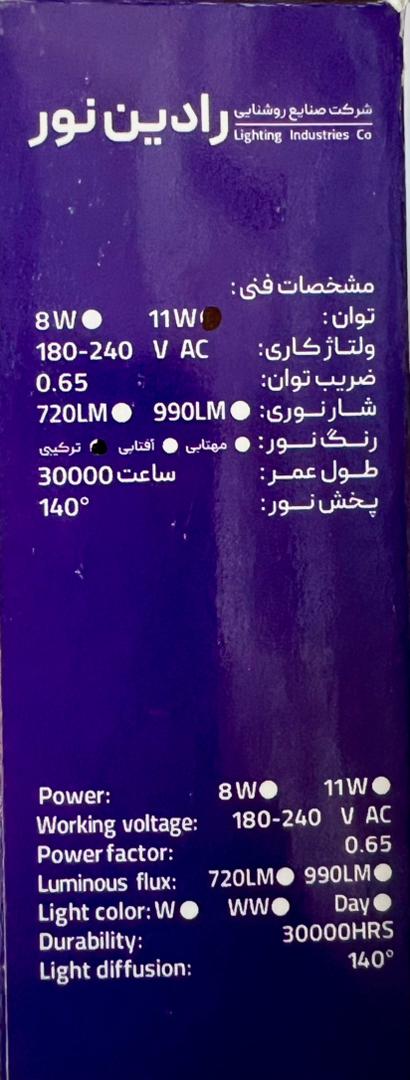 رادین نور
شرکت صنایع روشنایی
Lighting Industries Co
مشخصات فنی:
توان: 11W 8W
ولتاژ کاری: 180-240 V AC
ضریب توان: 0.65
شار نوری: 990LM 720LM
رنگ نور: مهتابی آفتابی ترکیبی
طول عمر: 30000 ساعت
پخش نور: 140°
Power: 8W 11W
Working voltage: 180-240 V AC
Power factor: 0.65
Luminous flux: 720LM 990LM
Light color: W WW Day
Durability: 30000HRS
Light diffusion: 140°